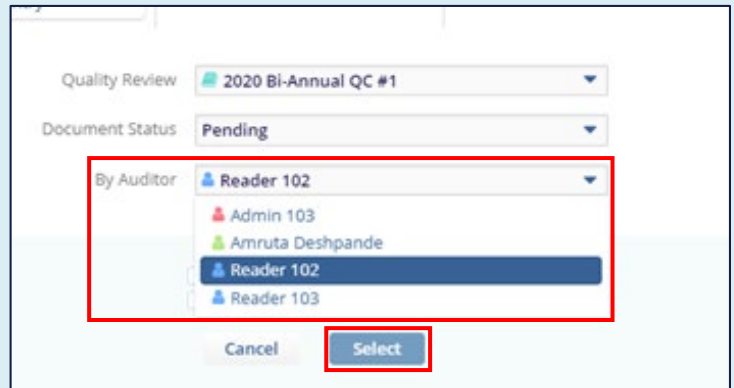 Quality Review 2020 Bi-Annual QC #1
Document Status Pending
By Auditor Reader 102
Admin 103
Amruta Deshpande
Reader 102
Reader 103
Cancel Select